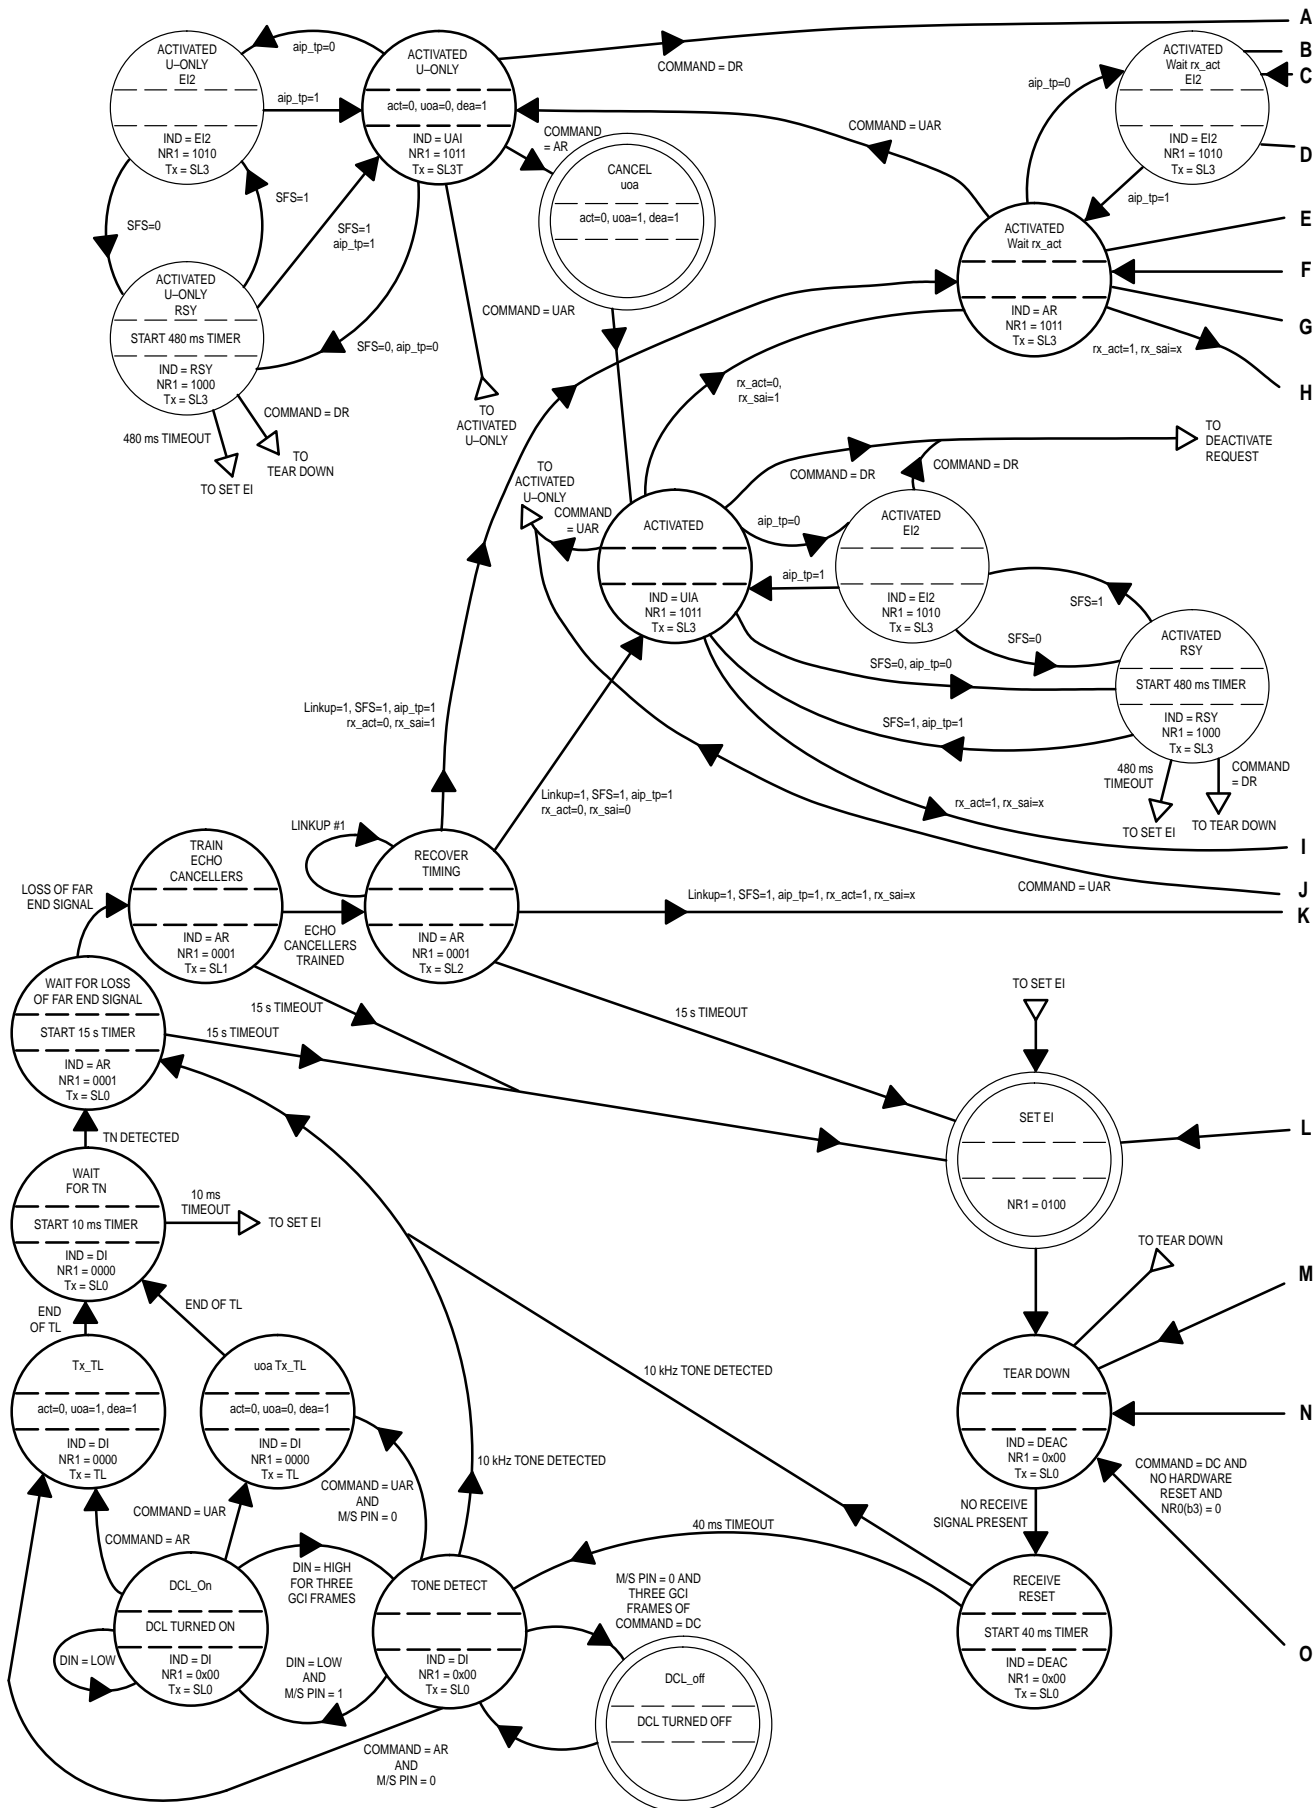 A
B
C
D
E
F
G
H
I
J
K
L
M
N
O
ACTIVATED
U–ONLY
EI2
IND = EI2
NR1 = 1010
Tx = SL3
aip_tp=0
aip_tp=1
ACTIVATED
U–ONLY
act=0, uoa=0, dea=1
IND = UAI
NR1 = 1011
Tx = SL3T
COMMAND = DR
COMMAND
= AR
CANCEL
uoa
act=0, uoa=1, dea=1
COMMAND = UAR
aip_tp=0
ACTIVATED
Wait rx_act
EI2
IND = EI2
NR1 = 1010
Tx = SL3
aip_tp=1
ACTIVATED
Wait rx_act
IND = AR
NR1 = 1011
Tx = SL3
rx_act=1, rx_sai=x
SFS=0
SFS=1
SFS=1
aip_tp=1
ACTIVATED
U–ONLY
RSY
START 480 ms TIMER
IND = RSY
NR1 = 1000
Tx = SL3
SFS=0, aip_tp=0
COMMAND = UAR
TO
ACTIVATED
U–ONLY
COMMAND = DR
480 ms TIMEOUT
TO
TEAR DOWN
TO SET EI
rx_act=0,
rx_sai=1
TO
DEACTIVATE
REQUEST
COMMAND = DR
COMMAND = DR
TO
ACTIVATED
U–ONLY
COMMAND
= UAR
ACTIVATED
IND = UIA
NR1 = 1011
Tx = SL3
aip_tp=0
aip_tp=1
ACTIVATED
EI2
IND = EI2
NR1 = 1010
Tx = SL3
SFS=1
SFS=0
ACTIVATED
RSY
START 480 ms TIMER
IND = RSY
NR1 = 1000
Tx = SL3
SFS=0, aip_tp=0
SFS=1, aip_tp=1
480 ms
TIMEOUT
COMMAND
= DR
TO SET EI
TO TEAR DOWN
rx_act=1, rx_sai=x
COMMAND = UAR
Linkup=1, SFS=1, aip_tp=1
rx_act=0, rx_sai=1
Linkup=1, SFS=1, aip_tp=1
rx_act=0, rx_sai=0
LINKUP #1
TRAIN
ECHO
CANCELLERS
IND = AR
NR1 = 0001
Tx = SL1
ECHO
CANCELLERS
TRAINED
RECOVER
TIMING
IND = AR
NR1 = 0001
Tx = SL2
Linkup=1, SFS=1, aip_tp=1, rx_act=1, rx_sai=x
LOSS OF FAR
END SIGNAL
WAIT FOR LOSS
OF FAR END SIGNAL
START 15 s TIMER
IND = AR
NR1 = 0001
Tx = SL0
15 s TIMEOUT
15 s TIMEOUT
15 s TIMEOUT
TO SET EI
SET EI
NR1 = 0100
TN DETECTED
WAIT
FOR TN
START 10 ms TIMER
IND = DI
NR1 = 0000
Tx = SL0
10 ms
TIMEOUT
TO SET EI
END
OF TL
END OF TL
TO TEAR DOWN
Tx_TL
act=0, uoa=1, dea=1
IND = DI
NR1 = 0000
Tx = TL
uoa Tx_TL
act=0, uoa=0, dea=1
IND = DI
NR1 = 0000
Tx = TL
10 kHz TONE DETECTED
10 kHz TONE DETECTED
TEAR DOWN
IND = DEAC
NR1 = 0x00
Tx = SL0
COMMAND = DC AND
NO HARDWARE
RESET AND
NR0(b3) = 0
NO RECEIVE
SIGNAL PRESENT
COMMAND = UAR
COMMAND = AR
COMMAND = UAR
AND
M/S PIN = 0
40 ms TIMEOUT
DCL_On
DCL TURNED ON
IND = DI
NR1 = 0x00
Tx = SL0
DIN = LOW
DIN = HIGH
FOR THREE
GCI FRAMES
DIN = LOW
AND
M/S PIN = 1
TONE DETECT
IND = DI
NR1 = 0x00
Tx = SL0
M/S PIN = 0 AND
THREE GCI
FRAMES OF
COMMAND = DC
DCL_off
DCL TURNED OFF
RECEIVE
RESET
START 40 ms TIMER
IND = DEAC
NR1 = 0x00
Tx = SL0
COMMAND = AR
AND
M/S PIN = 0